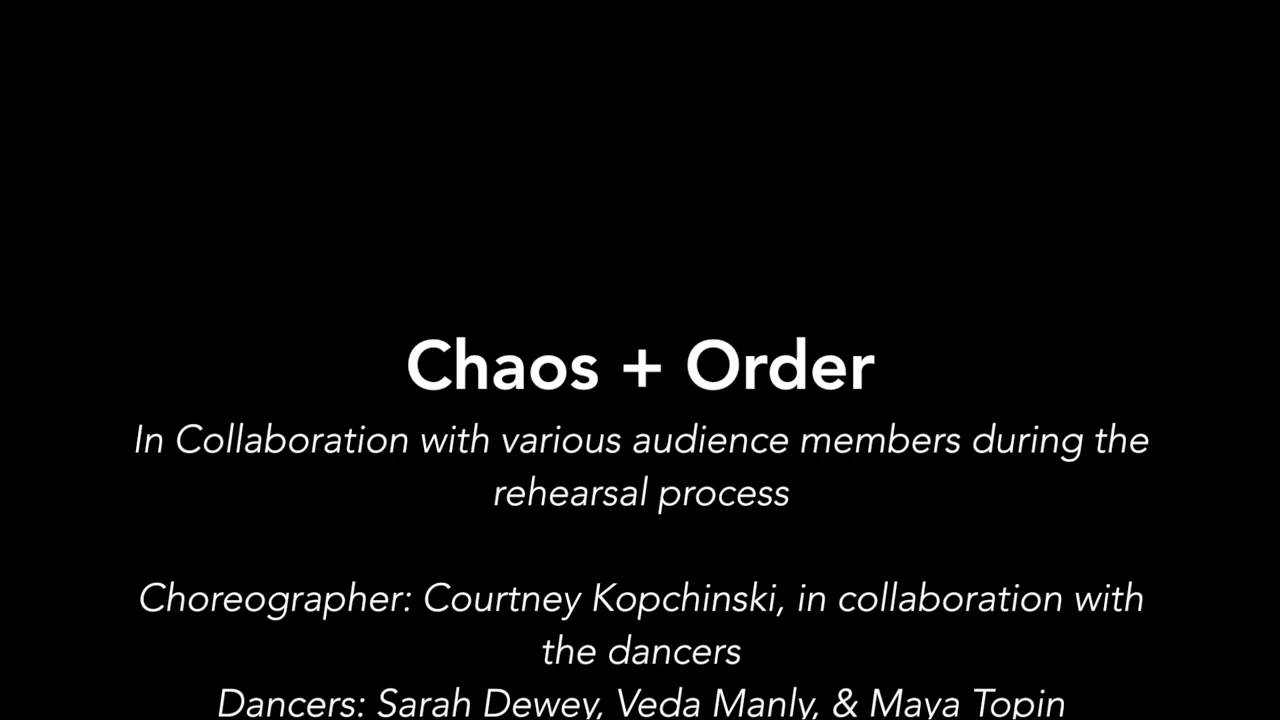 Chaos + Order
In Collaboration with various audience members during the
rehearsal process
Choreographer: Courtney Kopchinski, in collaboration with
the dancers
Dancers: Sarah Dewey, Veda Manly, & Maya Topin